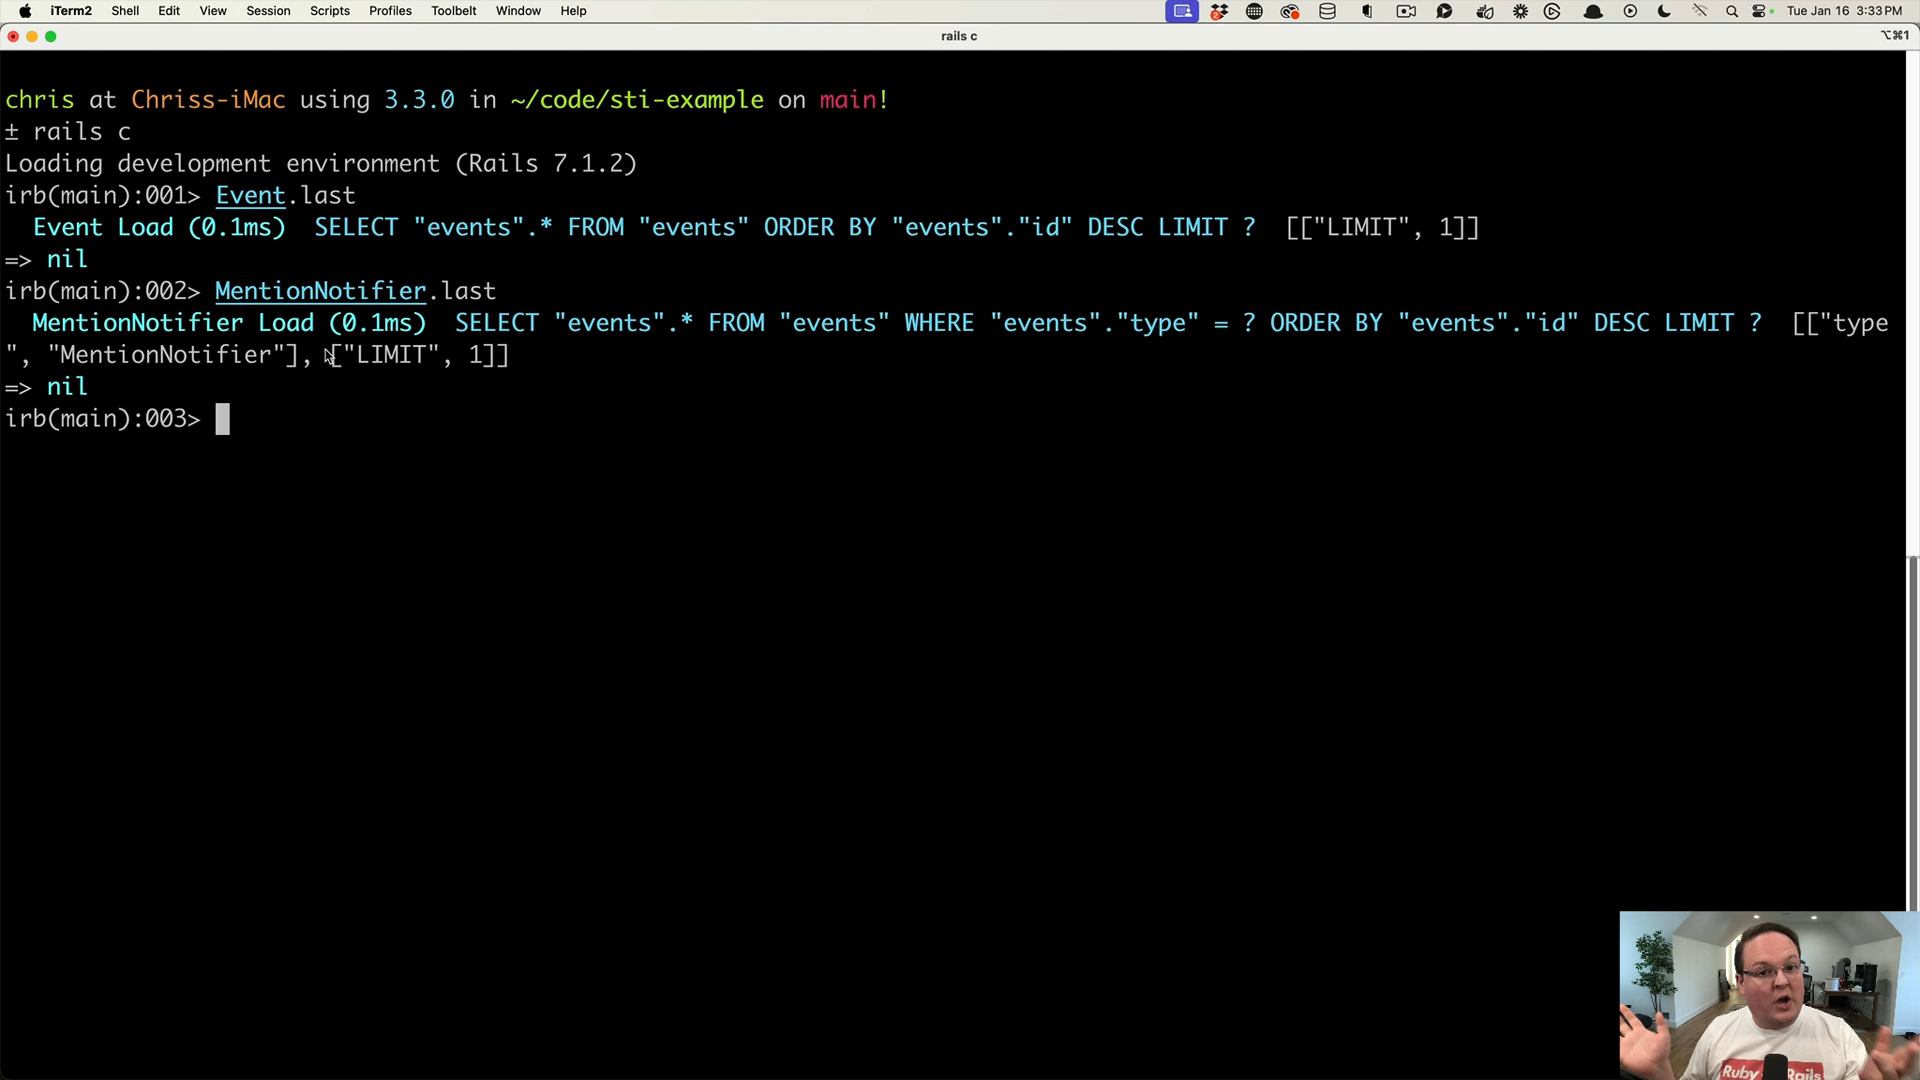 iTerm2 Shell Edit View Session Scripts Profiles Toolbelt Window Help 2 Tue Jan 16 3:33 PM
rails c ⌥⌘1
chris at Chriss-iMac using 3.3.0 in ~/code/sti-example on main!
± rails c
Loading development environment (Rails 7.1.2)
irb(main):001> Event.last
Event Load (0.1ms) SELECT "events".* FROM "events" ORDER BY "events"."id" DESC LIMIT ? [["LIMIT", 1]]
=> nil
irb(main):002> MentionNotifier.last
MentionNotifier Load (0.1ms) SELECT "events".* FROM "events" WHERE "events"."type" = ? ORDER BY "events"."id" DESC LIMIT ? [["type
", "MentionNotifier"], ["LIMIT", 1]]
=> nil
irb(main):003>
Ruby Rails